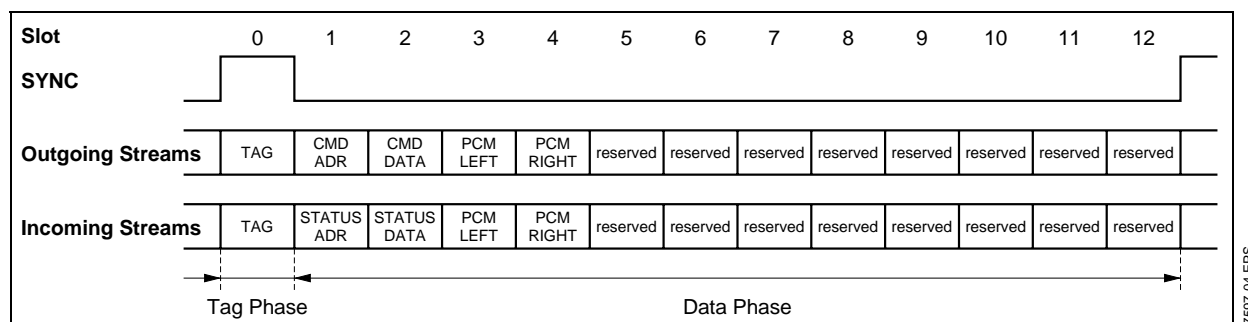 Slot 0 1 2 3 4 5 6 7 8 9 10 11 12
SYNC
Outgoing Streams TAG CMD ADR CMD DATA PCM LEFT PCM RIGHT reserved reserved reserved reserved reserved reserved reserved reserved
Incoming Streams TAG STATUS ADR STATUS DATA PCM LEFT PCM RIGHT reserved reserved reserved reserved reserved reserved reserved reserved
Tag Phase Data Phase
7597-04.EPS